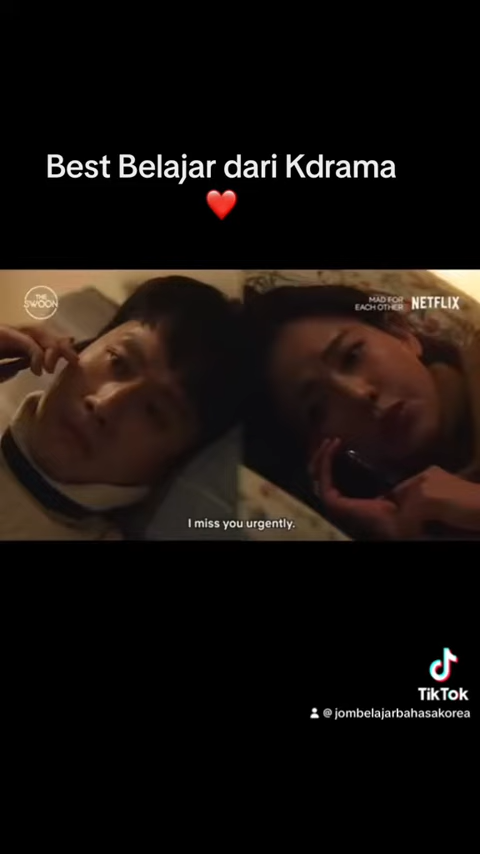 Best Belajar dari Kdrama
THE
SWOON
MAD FOR
EACH OTHER
NETFLIX
I miss you urgently.
TikTok
@ jombelajarbahasakorea